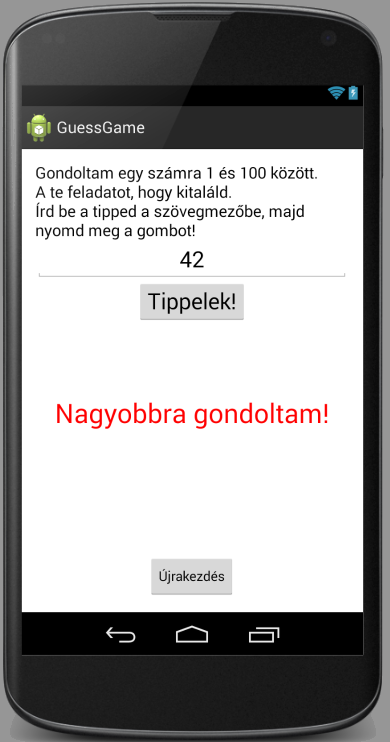 GuessGame
Gondoltam egy számra 1 és 100 között.
A te feladatot, hogy kitaláld.
Írd be a tipped a szövegmezőbe, majd
nyomd meg a gombot!
42
Tippelek!
Nagyobbra gondoltam!
Újrakezdés